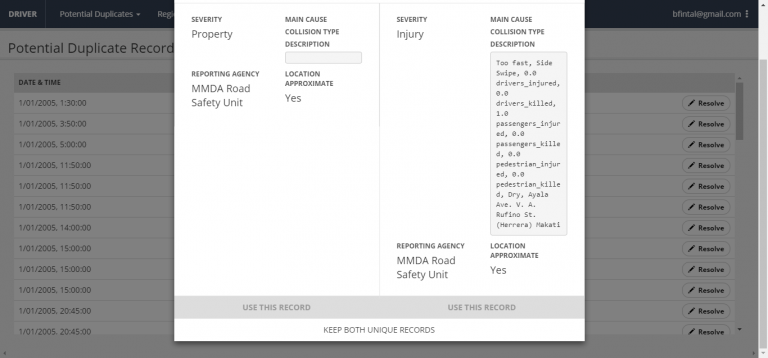 DRIVER Potential Duplicates Regi bfintal@gmail.com
Potential Duplicate Record
DATE & TIME
1/01/2005, 1:30:00 Resolve
1/01/2005, 3:50:00 Resolve
1/01/2005, 5:00:00 Resolve
1/01/2005, 11:50:00 Resolve
1/01/2005, 11:50:00 Resolve
1/01/2005, 11:50:00 Resolve
1/01/2005, 14:00:00 Resolve
1/01/2005, 15:00:00 Resolve
1/01/2005, 15:00:00 Resolve
1/01/2005, 15:00:00 Resolve
1/01/2005, 20:45:00 Resolve
1/01/2005, 20:45:00 Resolve
SEVERITY
Property
MAIN CAUSE
COLLISION TYPE
DESCRIPTION
REPORTING AGENCY
MMDA Road
Safety Unit
LOCATION
APPROXIMATE
Yes
SEVERITY
Injury
MAIN CAUSE
COLLISION TYPE
DESCRIPTION
Too fast, Side
Swipe, 0.0
drivers_injured,
0.0
drivers_killed,
1.0
passengers_injur
ed, 0.0
passengers_kille
d, 0.0
pedestrian_injur
ed, 0.0
pedestrian_kille
d, Dry, Ayala
Ave. V. A.
Rufino St.
(Herrera) Makati
REPORTING AGENCY
MMDA Road
Safety Unit
LOCATION
APPROXIMATE
Yes
USE THIS RECORD
USE THIS RECORD
KEEP BOTH UNIQUE RECORDS